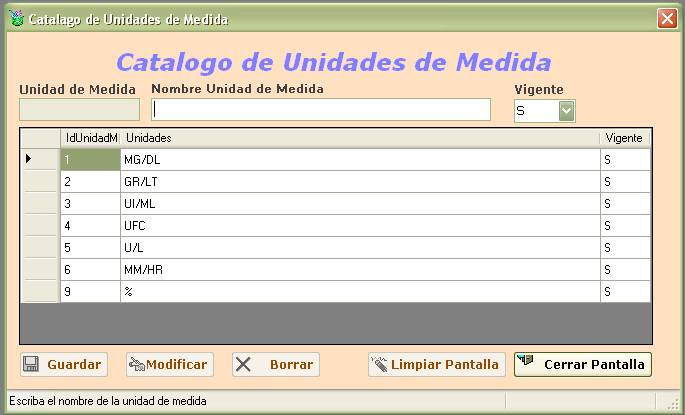 Catalago de Unidades de Medida
Catalogo de Unidades de Medida
Unidad de Medida Nombre Unidad de Medida Vigente
S
IdUnidadM Unidades Vigente
1 MG/DL S
2 GR/LT S
3 UI/ML S
4 UFC S
5 U/L S
6 MM/HR S
9 % S
Guardar Modificar Borrar Limpiar Pantalla Cerrar Pantalla
Escriba el nombre de la unidad de medida